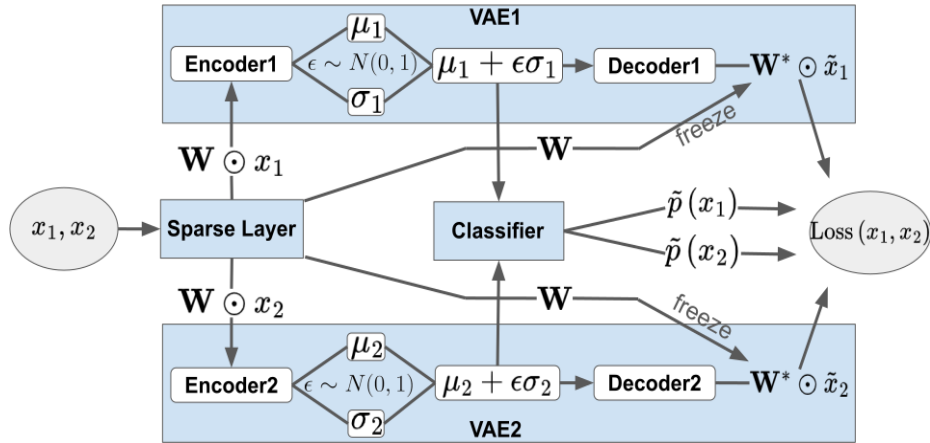 VAE1
μ₁
Encoder1
ϵ ∼ N(0, 1)
μ₁ + ϵσ₁
Decoder1
W* ⊙ x̃₁
σ₁
freeze
W ⊙ x₁
W
x₁, x₂
Sparse Layer
Classifier
p̃ (x₁)
p̃ (x₂)
Loss (x₁, x₂)
W ⊙ x₂
W
freeze
μ₂
Encoder2
ϵ ∼ N(0, 1)
μ₂ + ϵσ₂
Decoder2
W* ⊙ x̃₂
σ₂
VAE2